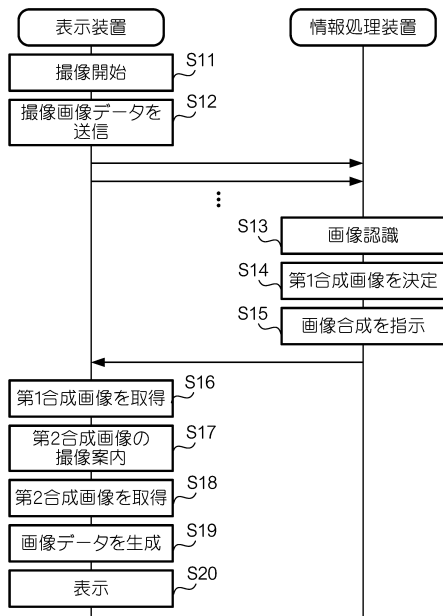 表示装置
情報処理装置
撮像開始
S11
撮像画像データを
送信
S12
S13
画像認識
S14
第1合成画像を決定
S15
画像合成を指示
第1合成画像を取得
S16
第2合成画像の
撮像案内
S17
第2合成画像を取得
S18
画像データを生成
S19
表示
S20